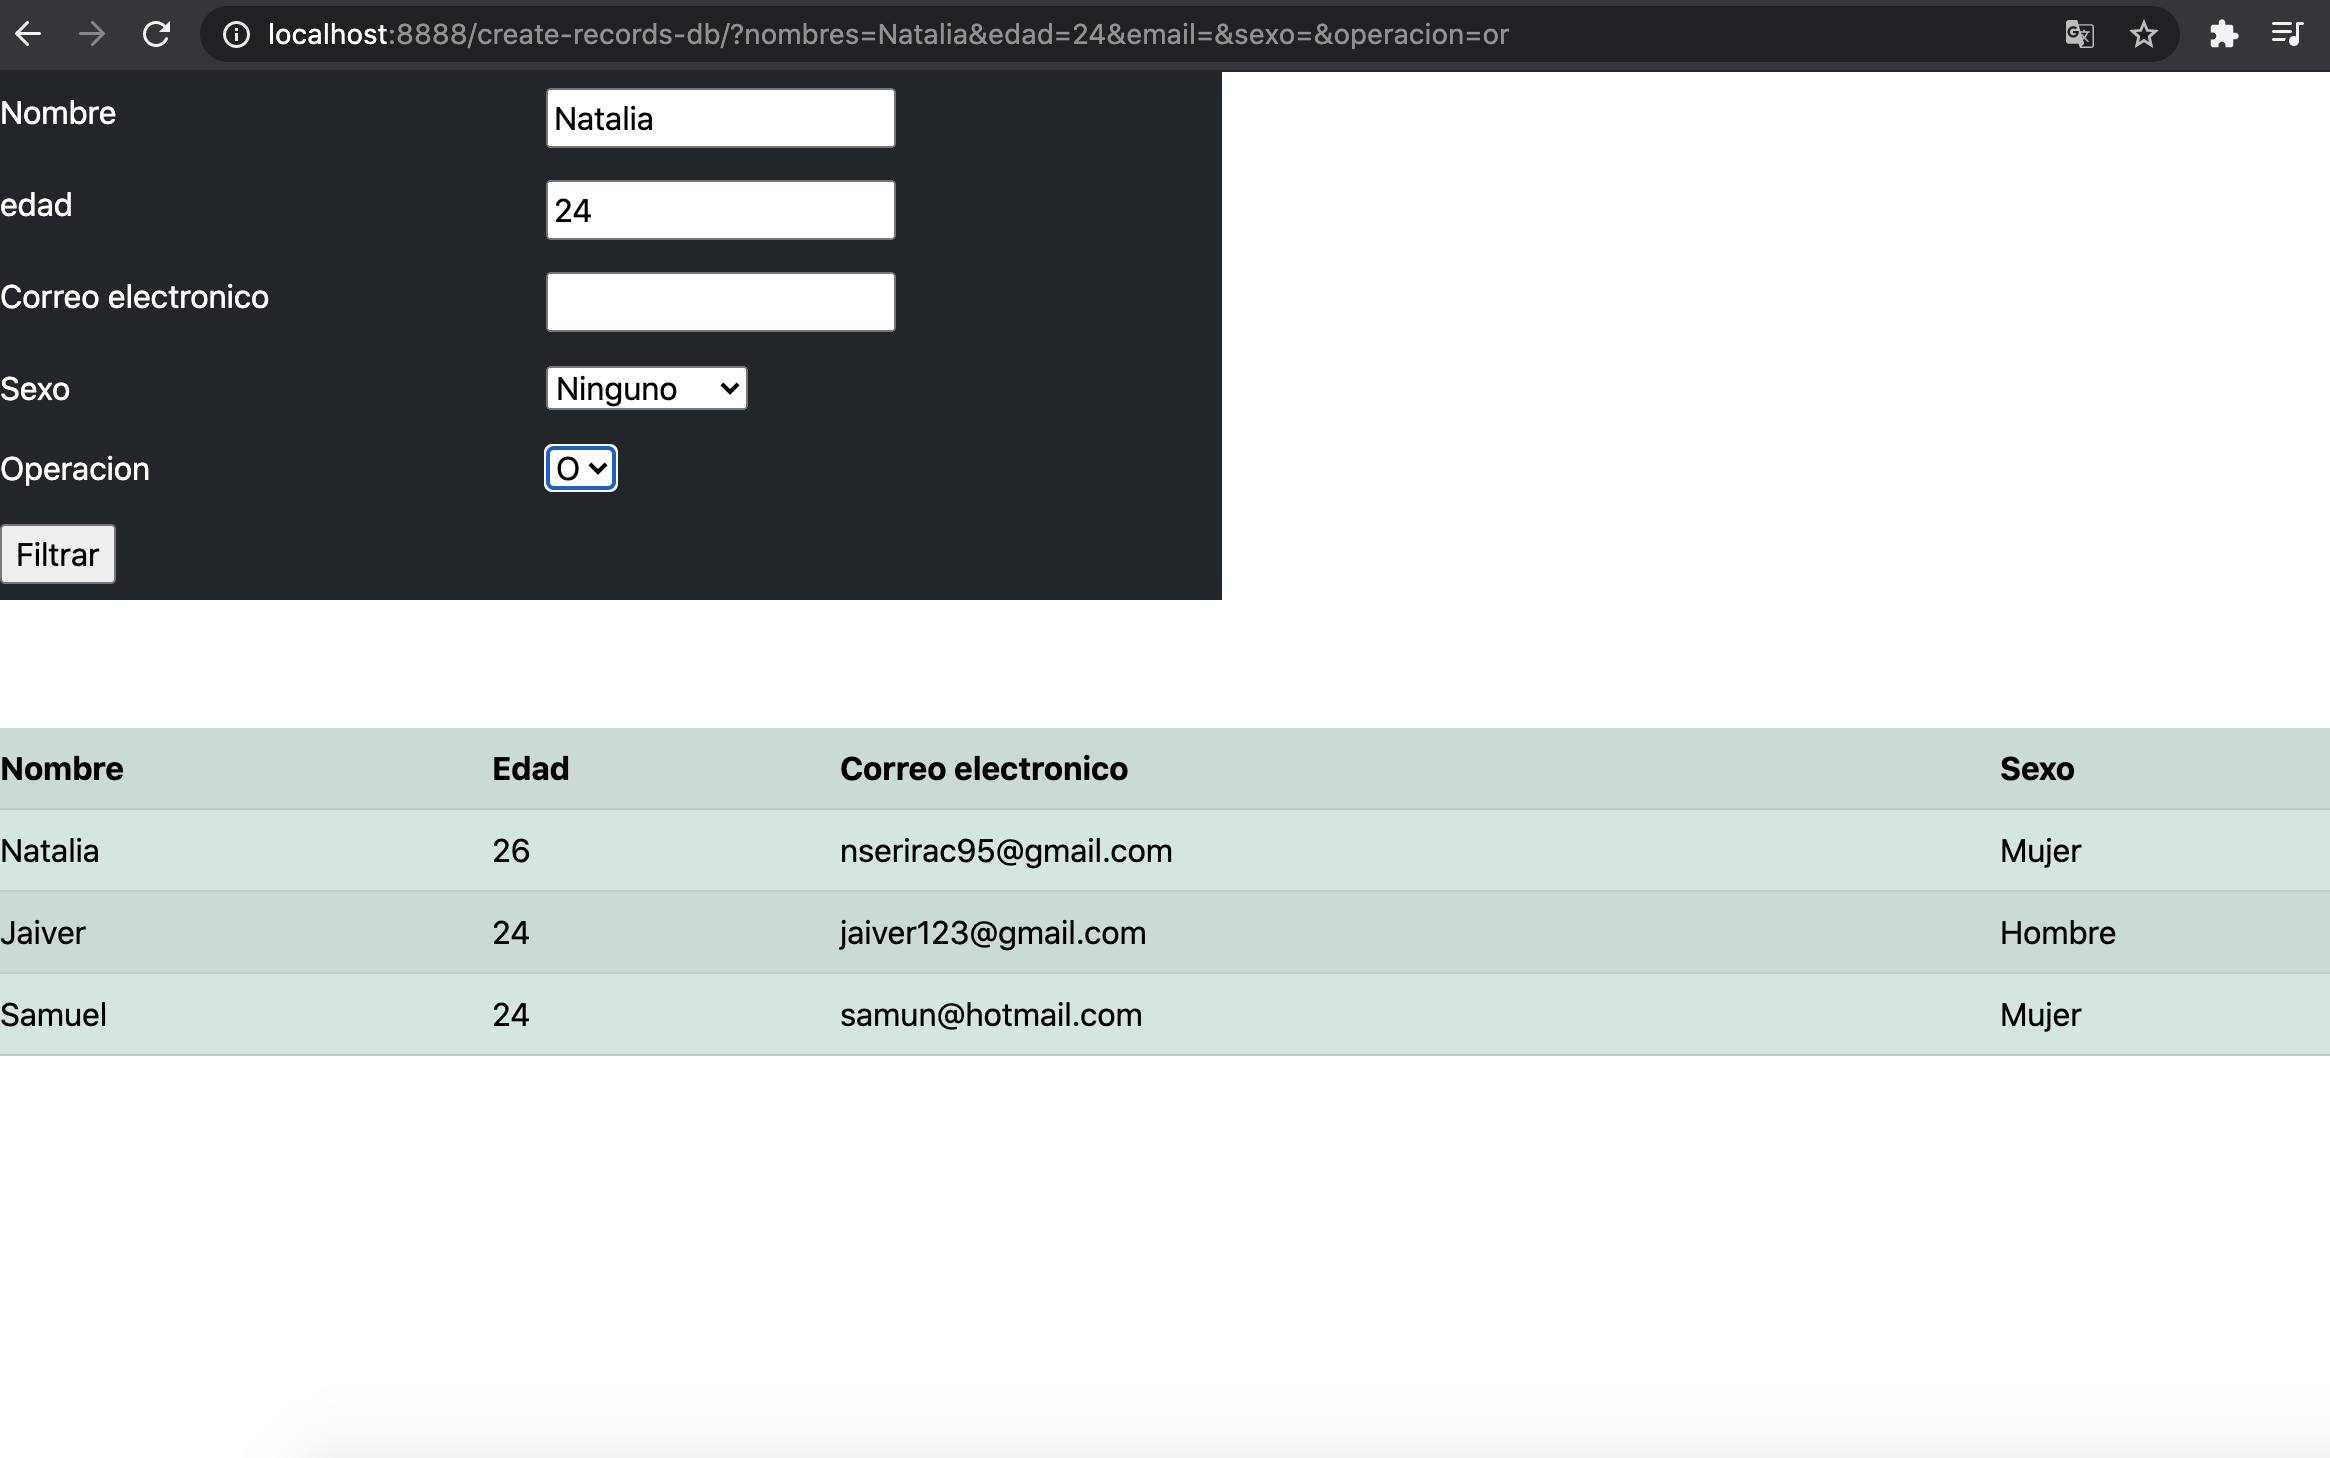 localhost:8888/create-records-db/?nombres=Natalia&edad=24&email=&sexo=&operacion=or
Nombre Natalia
edad 24
Correo electronico
Sexo Ninguno
Operacion O
Filtrar
Nombre Edad Correo electronico Sexo
Natalia 26 nserirac95@gmail.com Mujer
Jaiver 24 jaiver123@gmail.com Hombre
Samuel 24 samun@hotmail.com Mujer